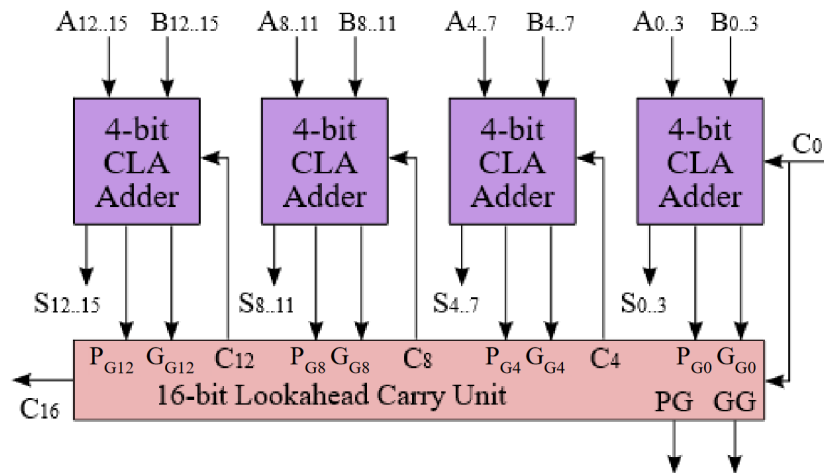 A12..15 B12..15 A8..11 B8..11 A4..7 B4..7 A0..3 B0..3
4-bit CLA Adder
4-bit CLA Adder
4-bit CLA Adder
4-bit CLA Adder
C0
S12..15 S8..11 S4..7 S0..3
PG12 GG12 C12 PG8 GG8 C8 PG4 GG4 C4 PG0 GG0
16-bit Lookahead Carry Unit PG GG
C16